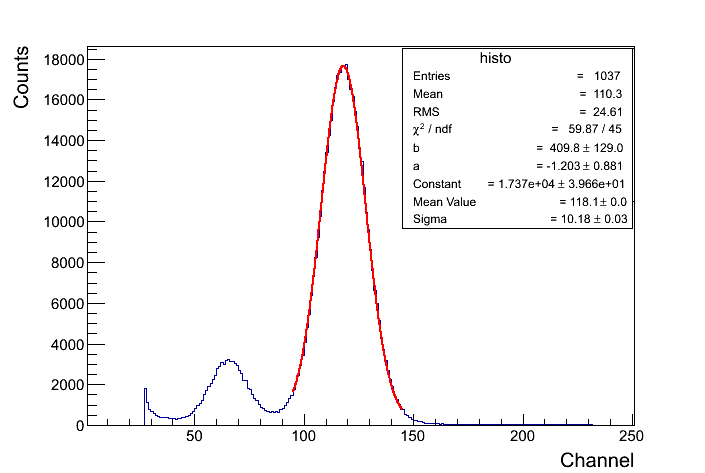 histo
Entries = 1037
Mean = 110.3
RMS = 24.61
χ² / ndf = 59.87 / 45
b = 409.8 ± 129.0
a = -1.203 ± 0.881
Constant = 1.737e+04 ± 3.966e+01
Mean Value = 118.1 ± 0.0
Sigma = 10.18 ± 0.03
Counts
18000
16000
14000
12000
10000
8000
6000
4000
2000
0
50 100 150 200 250
Channel